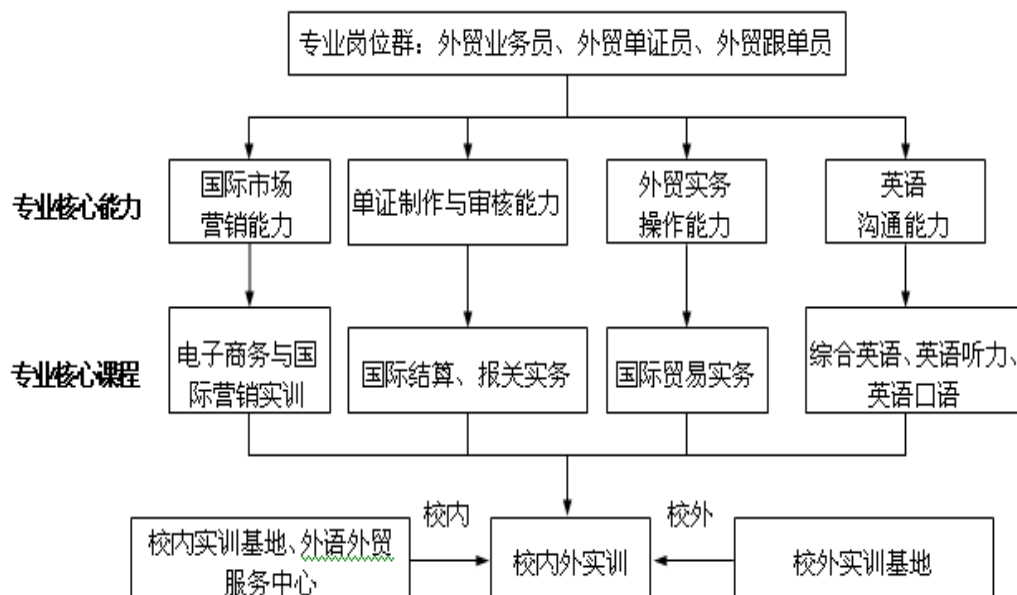 专业岗位群：外贸业务员、外贸单证员、外贸跟单员
专业核心能力
国际市场
营销能力
单证制作与审核能力
外贸实务
操作能力
英语
沟通能力
专业核心课程
电子商务与国
际营销实训
国际结算、报关实务
国际贸易实务
综合英语、英语听力、
英语口语
校内
校外
校内实训基地、外语外贸
服务中心
校内外实训
校外实训基地